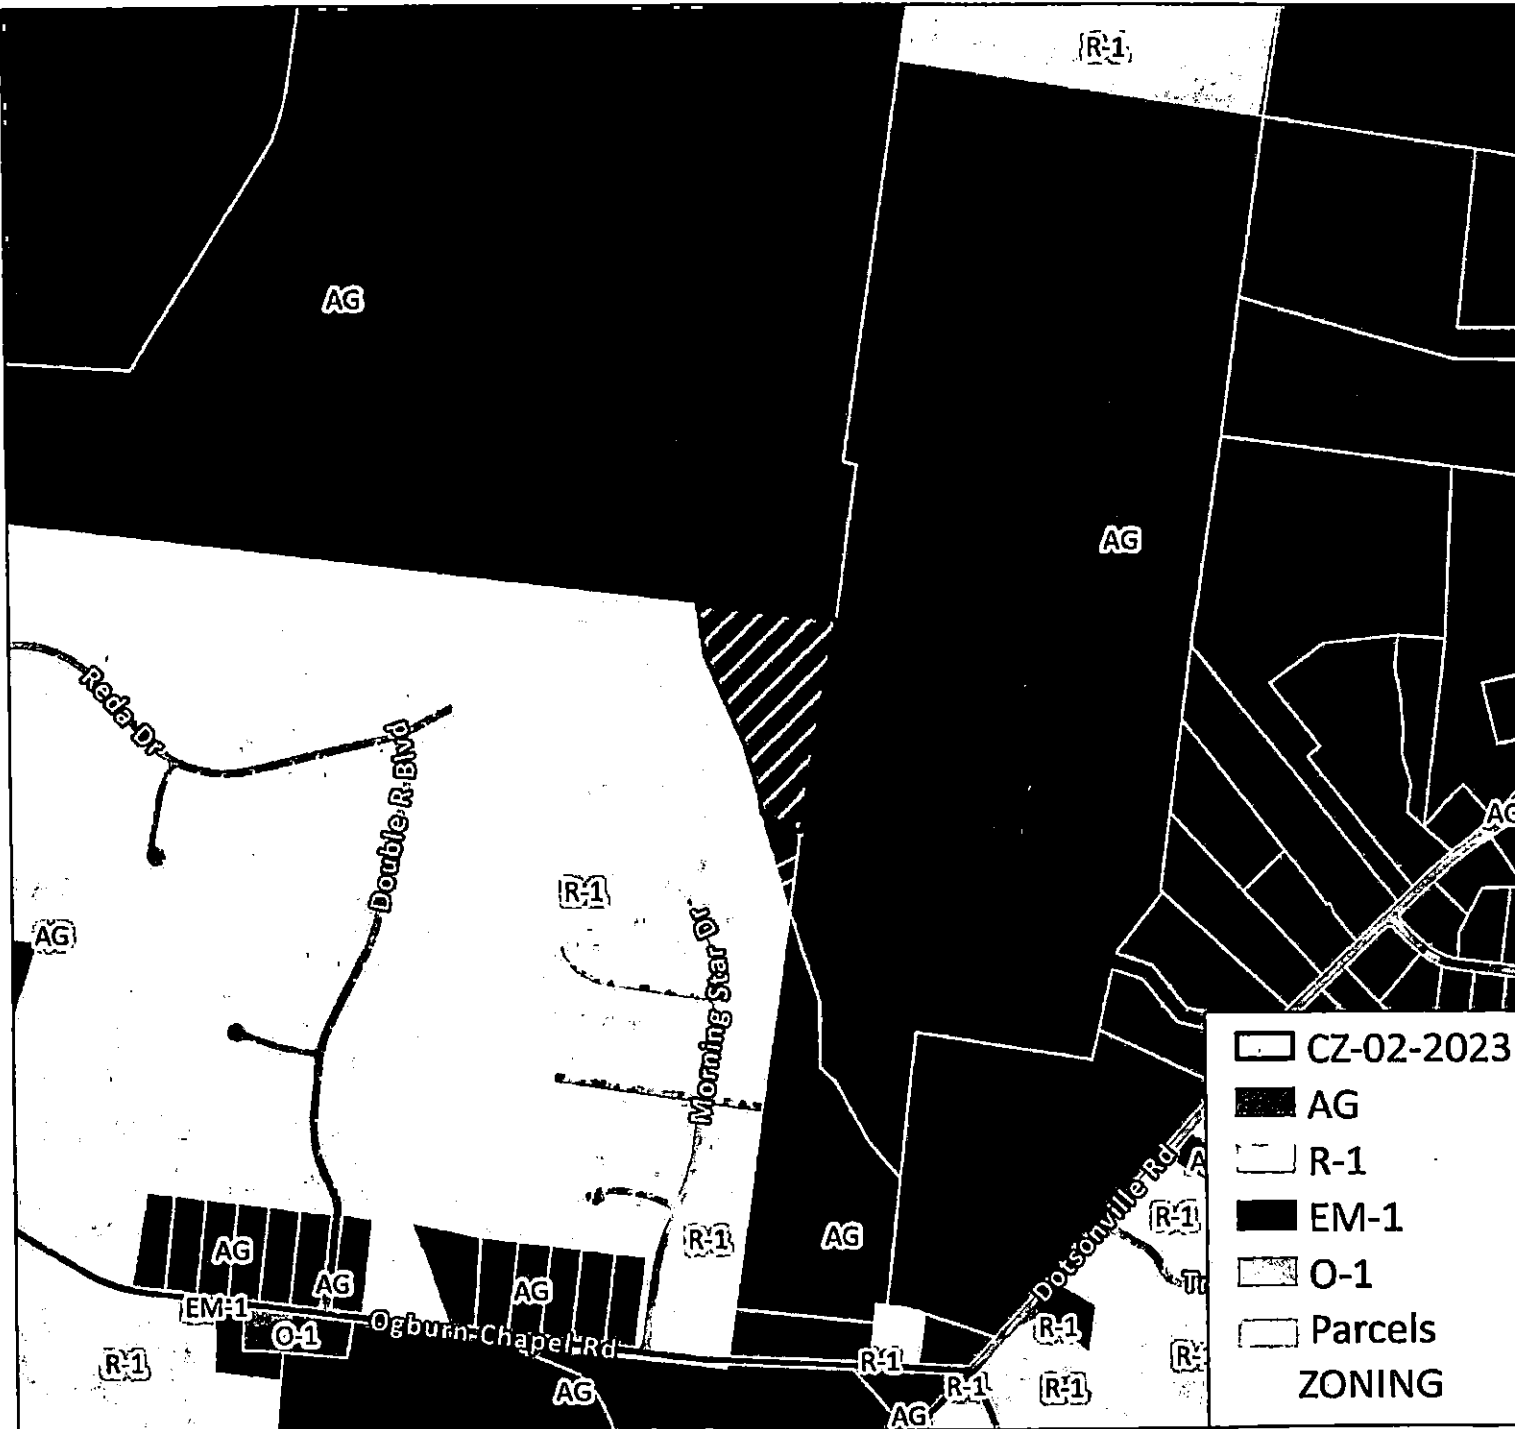 R-1
AG
AG
Reda Dr
Double R Blvd
AG
R-1
AG
Morning Star Dr
CZ-02-2023
AG
R-1
EM-1
O-1
Parcels
ZONING
Dotsonville Rd
R-1
AG
R-1
AG
AG
AG
EM-1
O-1
Ogburn Chapel Rd
R-1
R-1
R-1
R-1
R-1
AG
AG